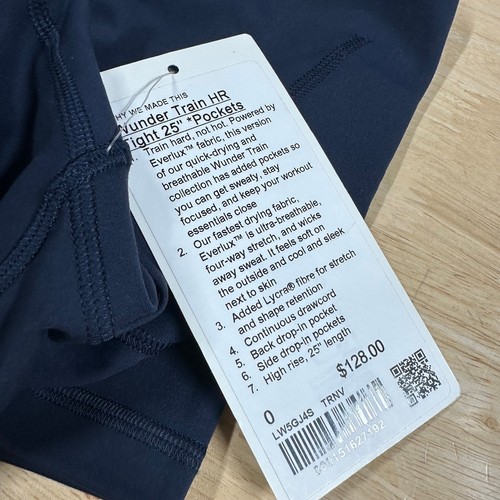 HY WE MADE THIS
Wunder Train HR
Tight 25" *Pockets
1. Train hard, not hot. Powered by
Everlux™ fabric, this version
of our quick-drying and
breathable Wunder Train
collection has added pockets so
you can get sweaty, stay
focused, and keep your workout
essentials close
2. Our fastest drying fabric,
Everlux™ is ultra-breathable,
four-way stretch, and wicks
away sweat. It feels soft on
the outside and cool and sleek
next to skin
3. Added Lycra® fibre for stretch
and shape retention
4. Continuous drawcord
5. Back drop-in pocket
6. Side drop-in pockets
7. High rise, 25" length
$128.00
0
LW5GJ4S TRNV
151627192